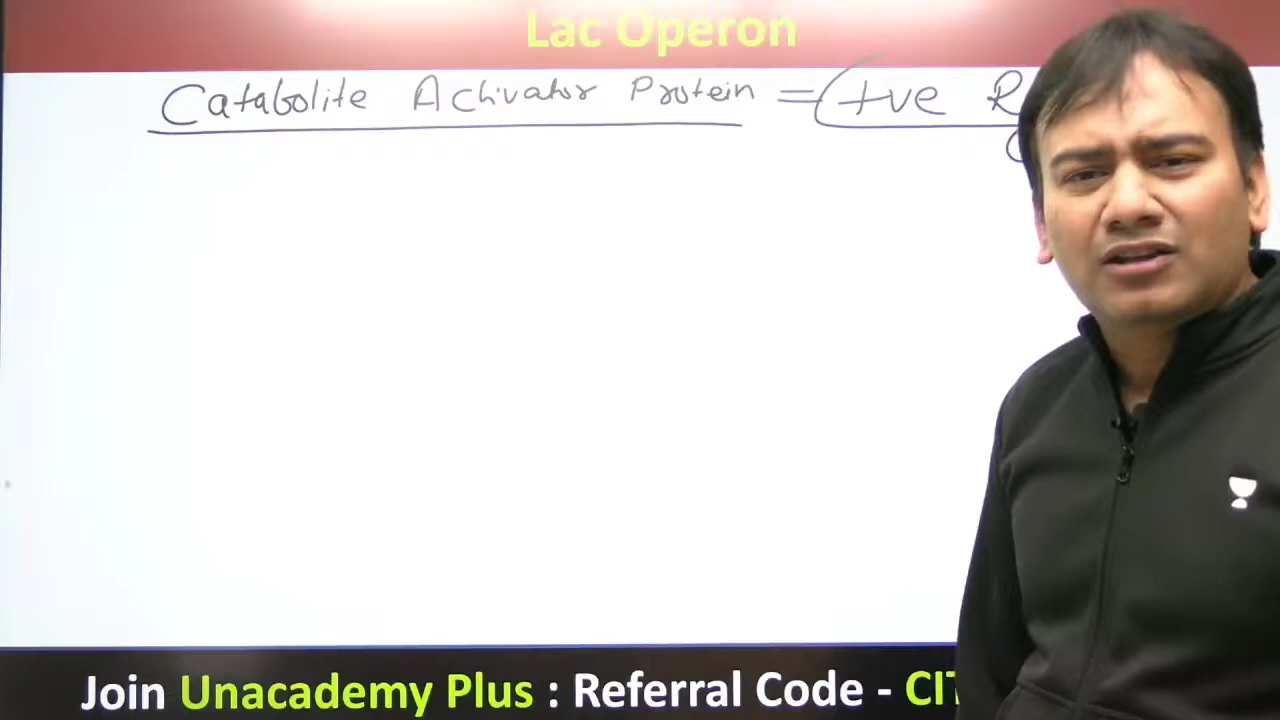 Lac Operon
Catabolite Activator Protein = (+ve R
Join Unacademy Plus : Referral Code - CIT